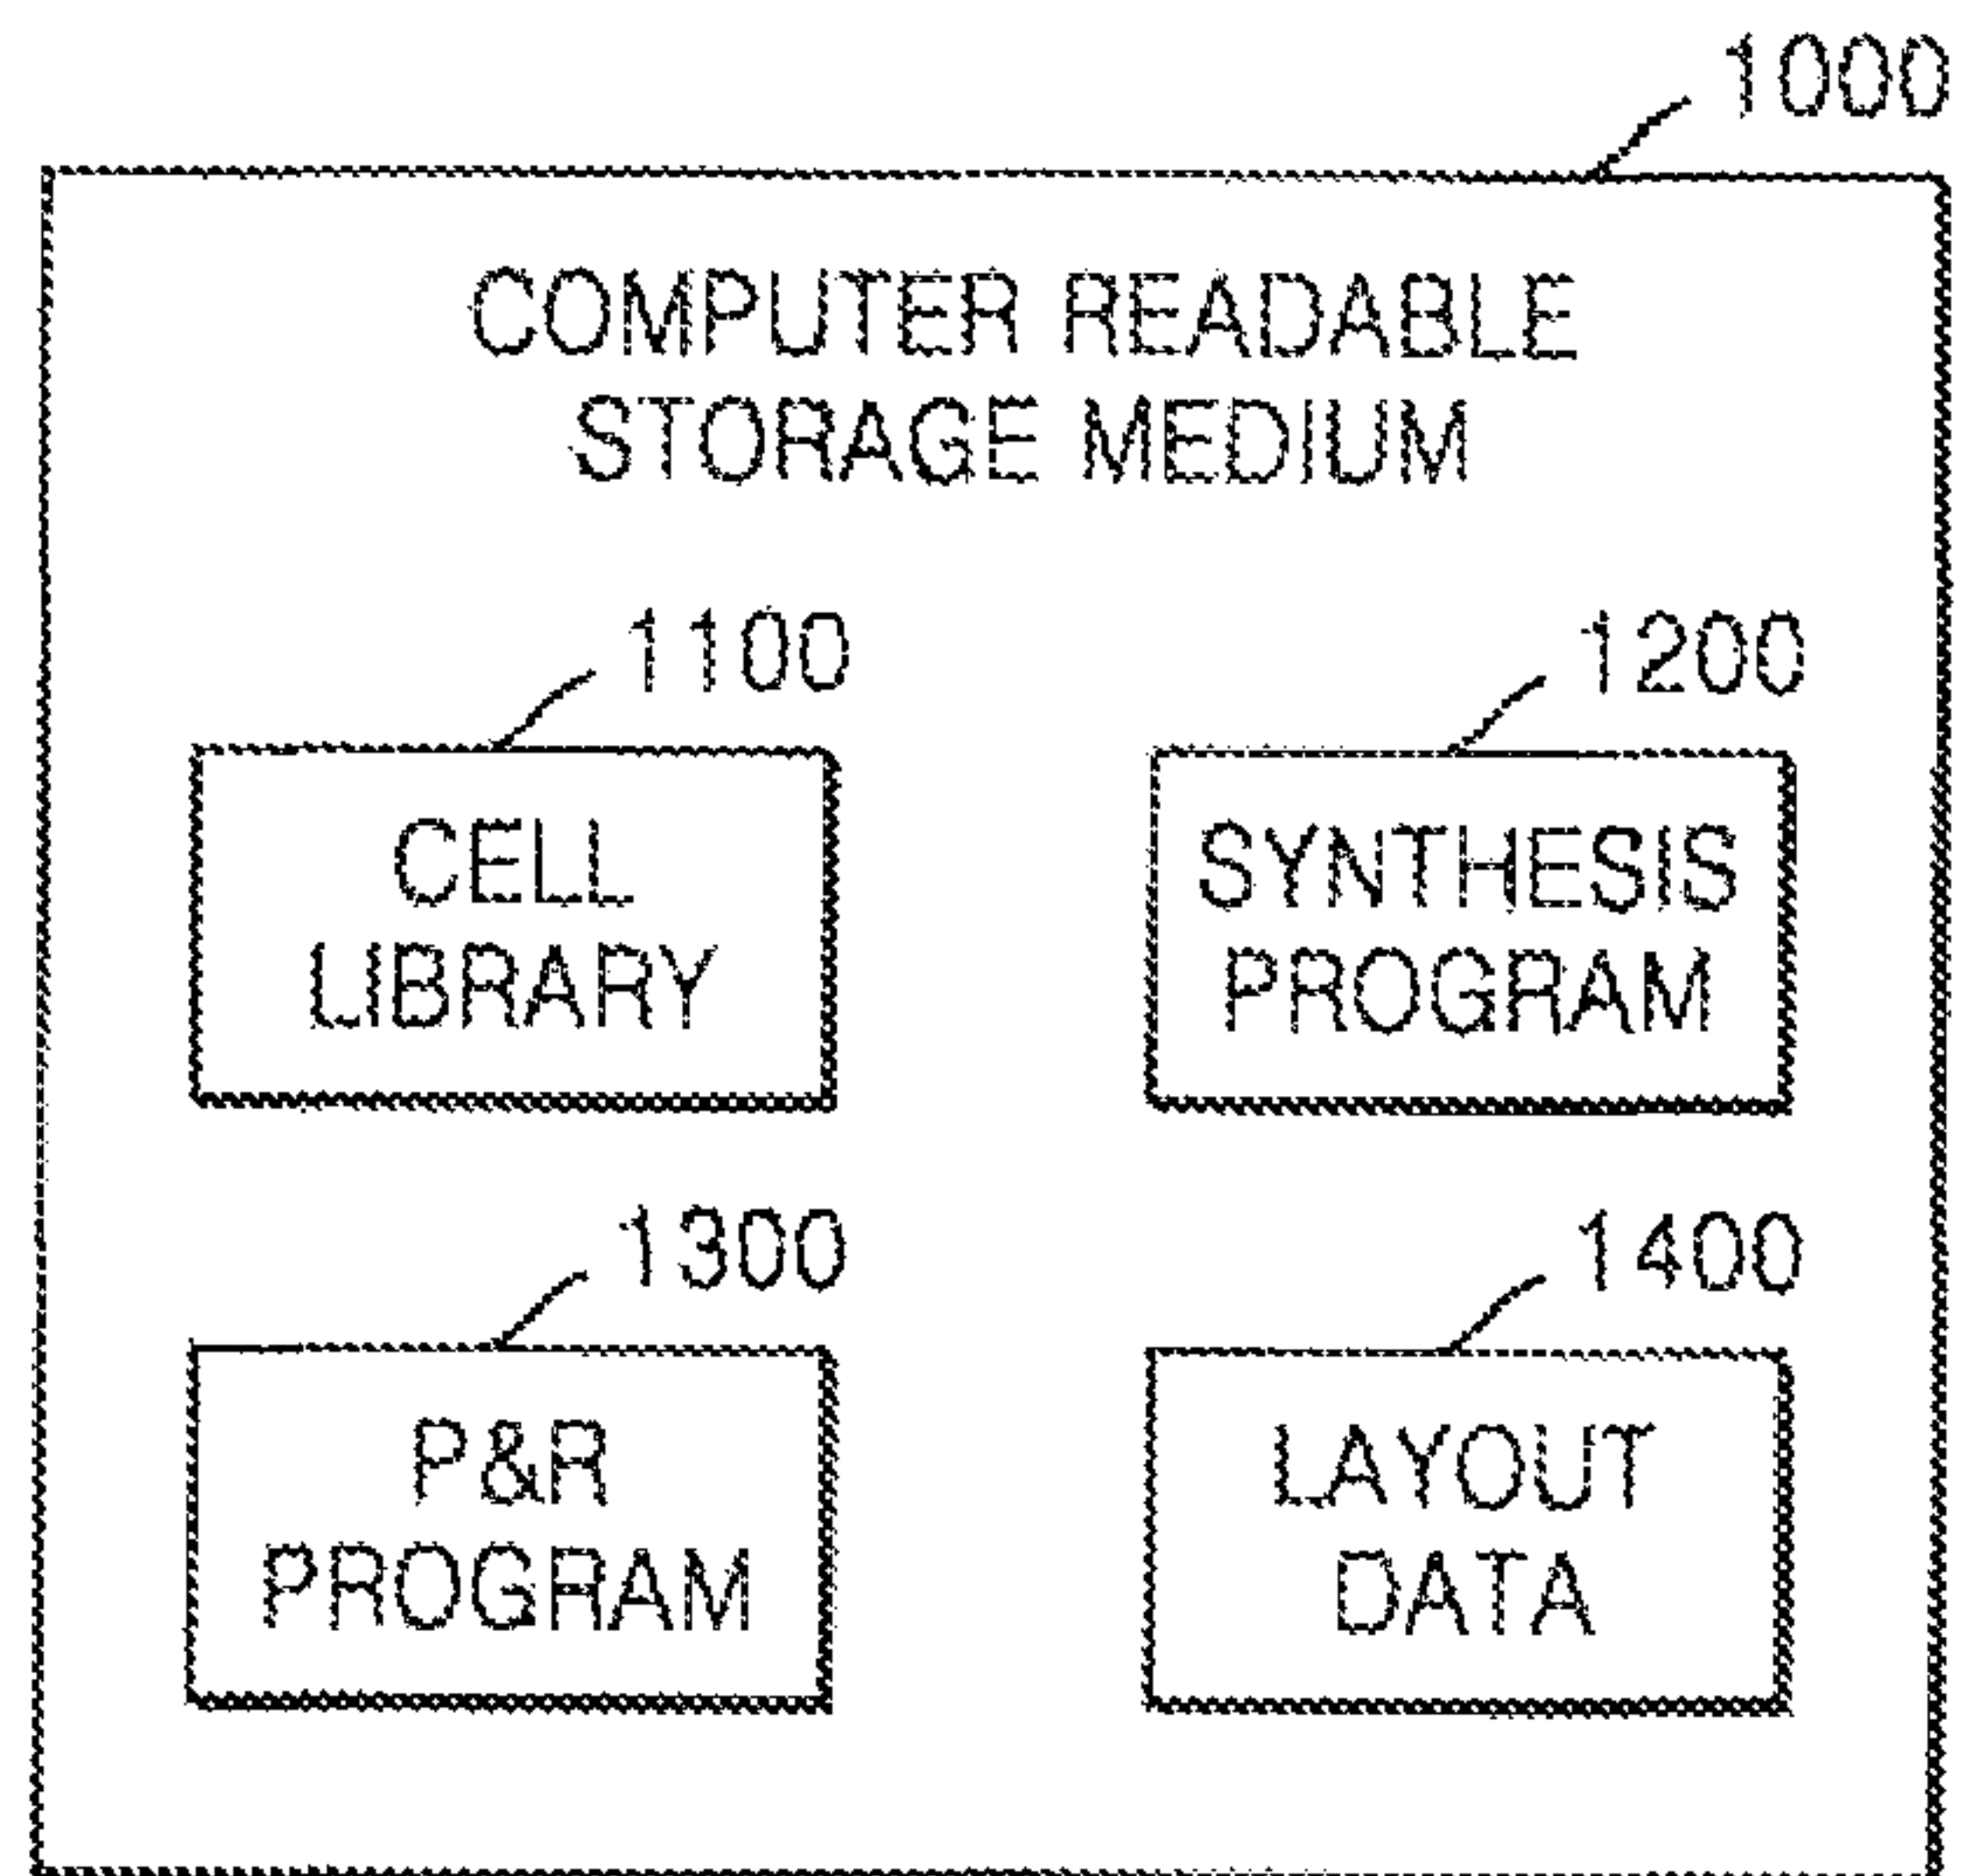 1000
COMPUTER READABLE
STORAGE MEDIUM
1100
CELL
LIBRARY
1200
SYNTHESIS
PROGRAM
1300
P&R
PROGRAM
1400
LAYOUT
DATA